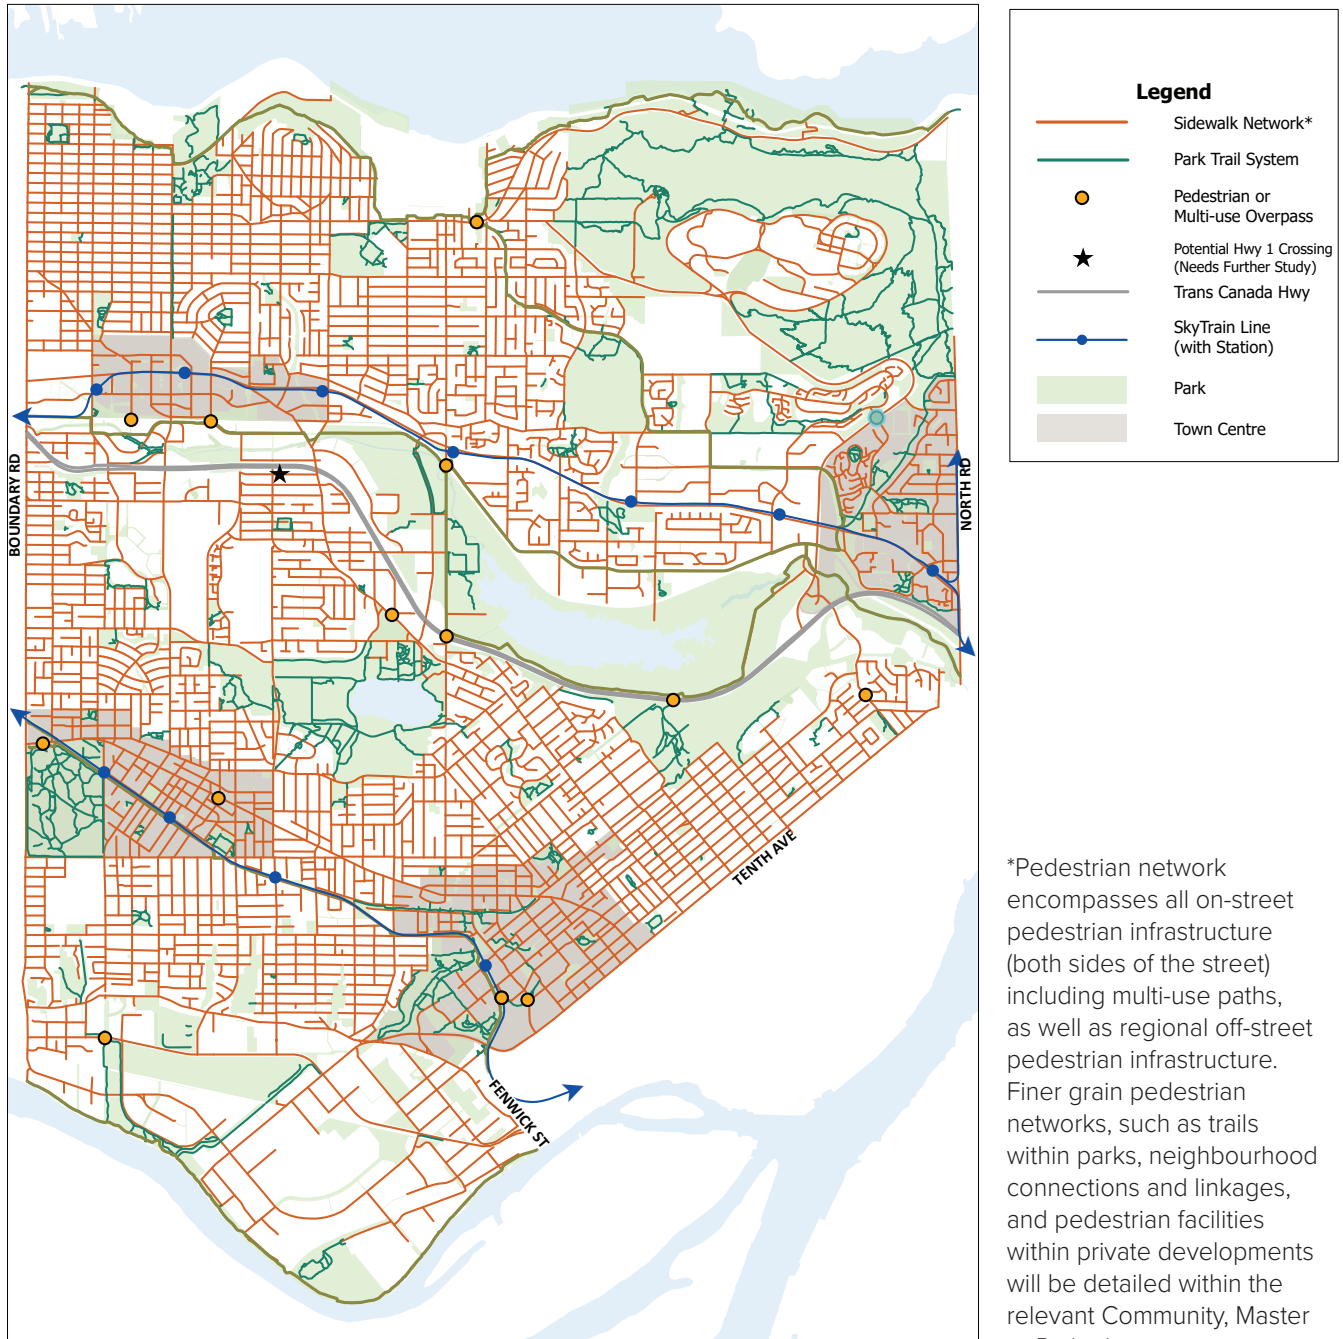 Legend
Sidewalk Network*
Park Trail System
Pedestrian or
Multi-use Overpass
Potential Hwy 1 Crossing
(Needs Further Study)
Trans Canada Hwy
SkyTrain Line
(with Station)
Park
Town Centre
BOUNDARY RD
NORTH RD
TENTH AVE
FENWICK ST
*Pedestrian network
encompasses all on-street
pedestrian infrastructure
(both sides of the street)
including multi-use paths,
as well as regional off-street
pedestrian infrastructure.
Finer grain pedestrian
networks, such as trails
within parks, neighbourhood
connections and linkages,
and pedestrian facilities
within private developments
will be detailed within the
relevant Community, Master